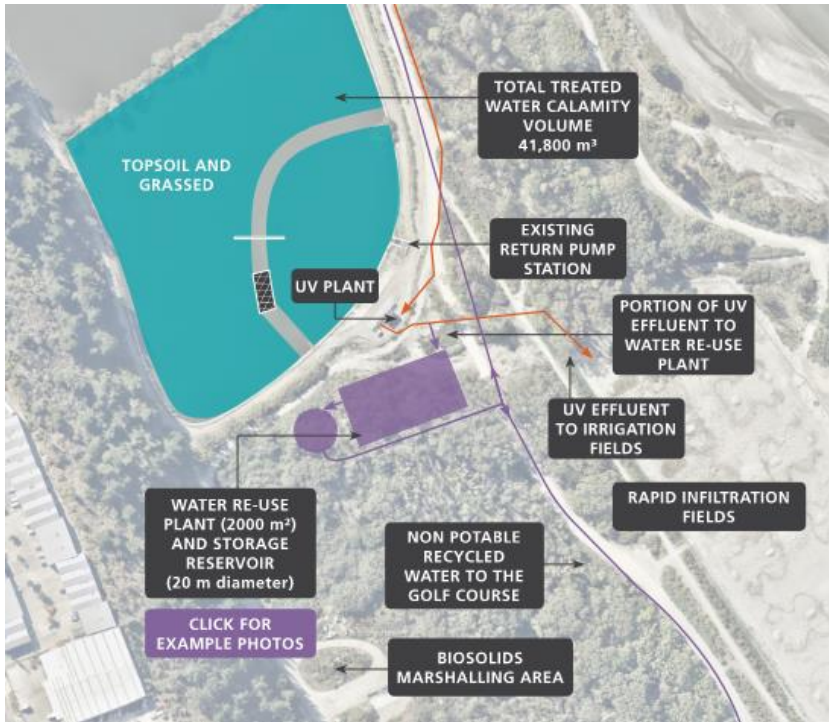 TOTAL TREATED
WATER CALAMITY
VOLUME
41,800 m³
TOPSOIL AND
GRASSED
EXISTING
RETURN PUMP
STATION
UV PLANT
PORTION OF UV
EFFLUENT TO
WATER RE-USE
PLANT
UV EFFLUENT
TO IRRIGATION
FIELDS
RAPID INFILTRATION
FIELDS
WATER RE-USE
PLANT (2000 m²)
AND STORAGE
RESERVOIR
(20 m diameter)
NON POTABLE
RECYCLED
WATER TO THE
GOLF COURSE
CLICK FOR
EXAMPLE PHOTOS
BIOSOLIDS
MARSHALLING AREA